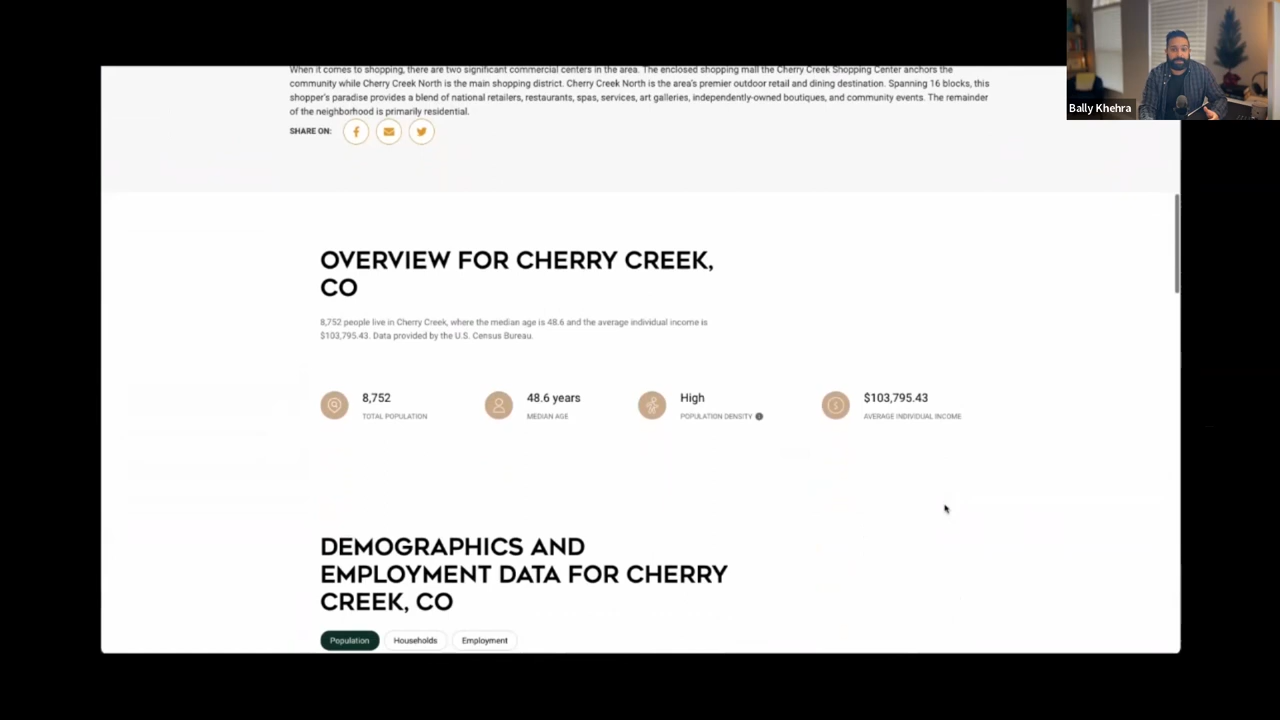 When it comes to shopping, there are two significant commercial centers in the area. The enclosed shopping mall the Cherry Creek Shopping Center anchors the
community while Cherry Creek North is the main shopping district. Cherry Creek North is the area's premier outdoor retail and dining destination. Spanning 16 blocks, this
shopper's paradise provides a blend of national retailers, restaurants, spas, services, art galleries, independently-owned boutiques, and community events. The remainder
of the neighborhood is primarily residential.
SHARE ON:
Bally Khehra
OVERVIEW FOR CHERRY CREEK,
CO
8,752 people live in Cherry Creek, where the median age is 48.6 and the average individual income is
$103,795.43. Data provided by the U.S. Census Bureau.
8,752
TOTAL POPULATION
48.6 years
MEDIAN AGE
High
POPULATION DENSITY
$103,795.43
AVERAGE INDIVIDUAL INCOME
DEMOGRAPHICS AND
EMPLOYMENT DATA FOR CHERRY
CREEK, CO
Population Households Employment